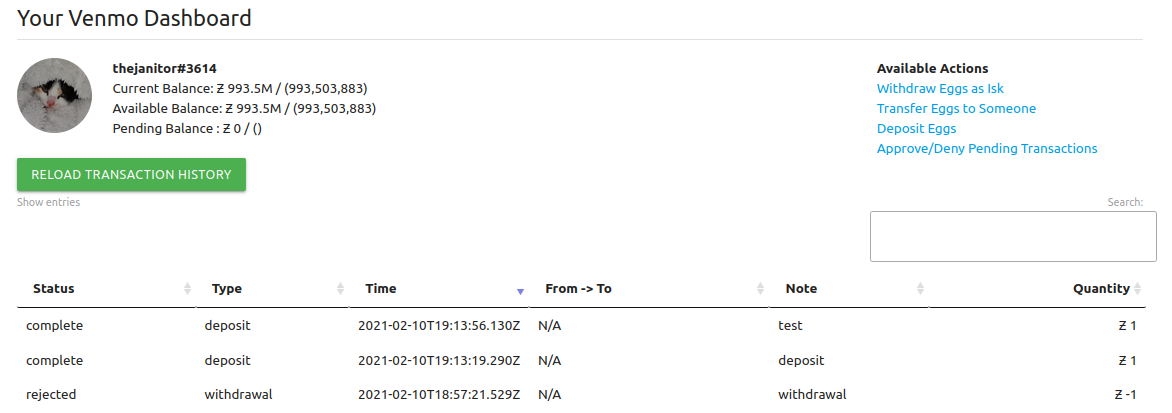 Your Venmo Dashboard
thejanitor#3614
Current Balance: Ƶ 993.5M / (993,503,883)
Available Balance: Ƶ 993.5M / (993,503,883)
Pending Balance : Ƶ 0 / ()
Available Actions
Withdraw Eggs as Isk
Transfer Eggs to Someone
Deposit Eggs
Approve/Deny Pending Transactions
RELOAD TRANSACTION HISTORY
Show entries
Search:
Status Type Time From -> To Note Quantity
complete deposit 2021-02-10T19:13:56.130Z N/A test Ƶ 1
complete deposit 2021-02-10T19:13:19.290Z N/A deposit Ƶ 1
rejected withdrawal 2021-02-10T18:57:21.529Z N/A withdrawal Ƶ -1